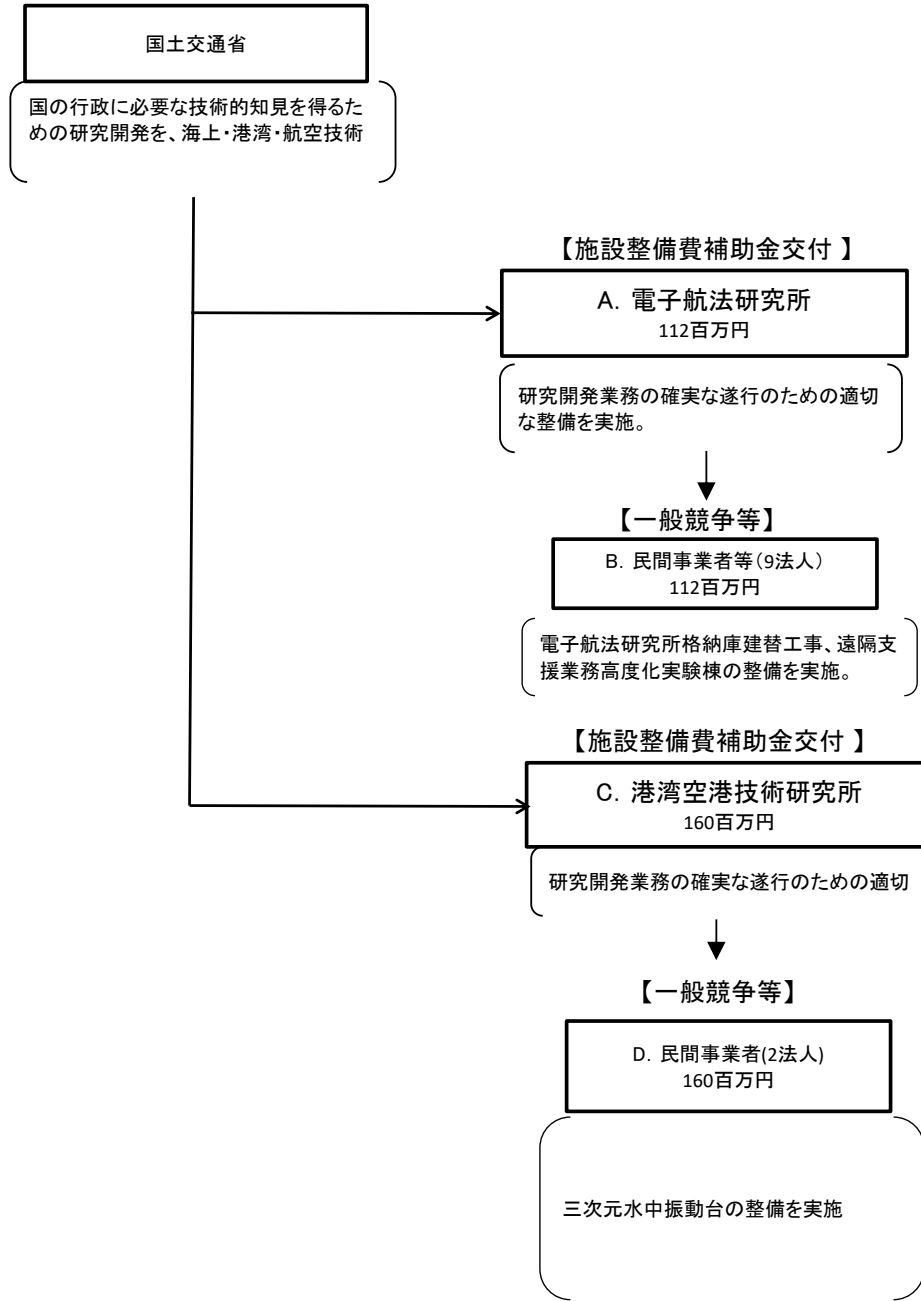 国土交通省
国の行政に必要な技術的知見を得るた
めの研究開発を、海上・港湾・航空技術
【施設整備費補助金交付 】
A. 電子航法研究所
112百万円
研究開発業務の確実な遂行のための適切
な整備を実施。
【一般競争等】
B. 民間事業者等(9法人)
112百万円
電子航法研究所格納庫建替工事、遠隔支
援業務高度化実験棟の整備を実施。
【施設整備費補助金交付 】
C. 港湾空港技術研究所
160百万円
研究開発業務の確実な遂行のための適切
【一般競争等】
D. 民間事業者(2法人)
160百万円
三次元水中振動台の整備を実施